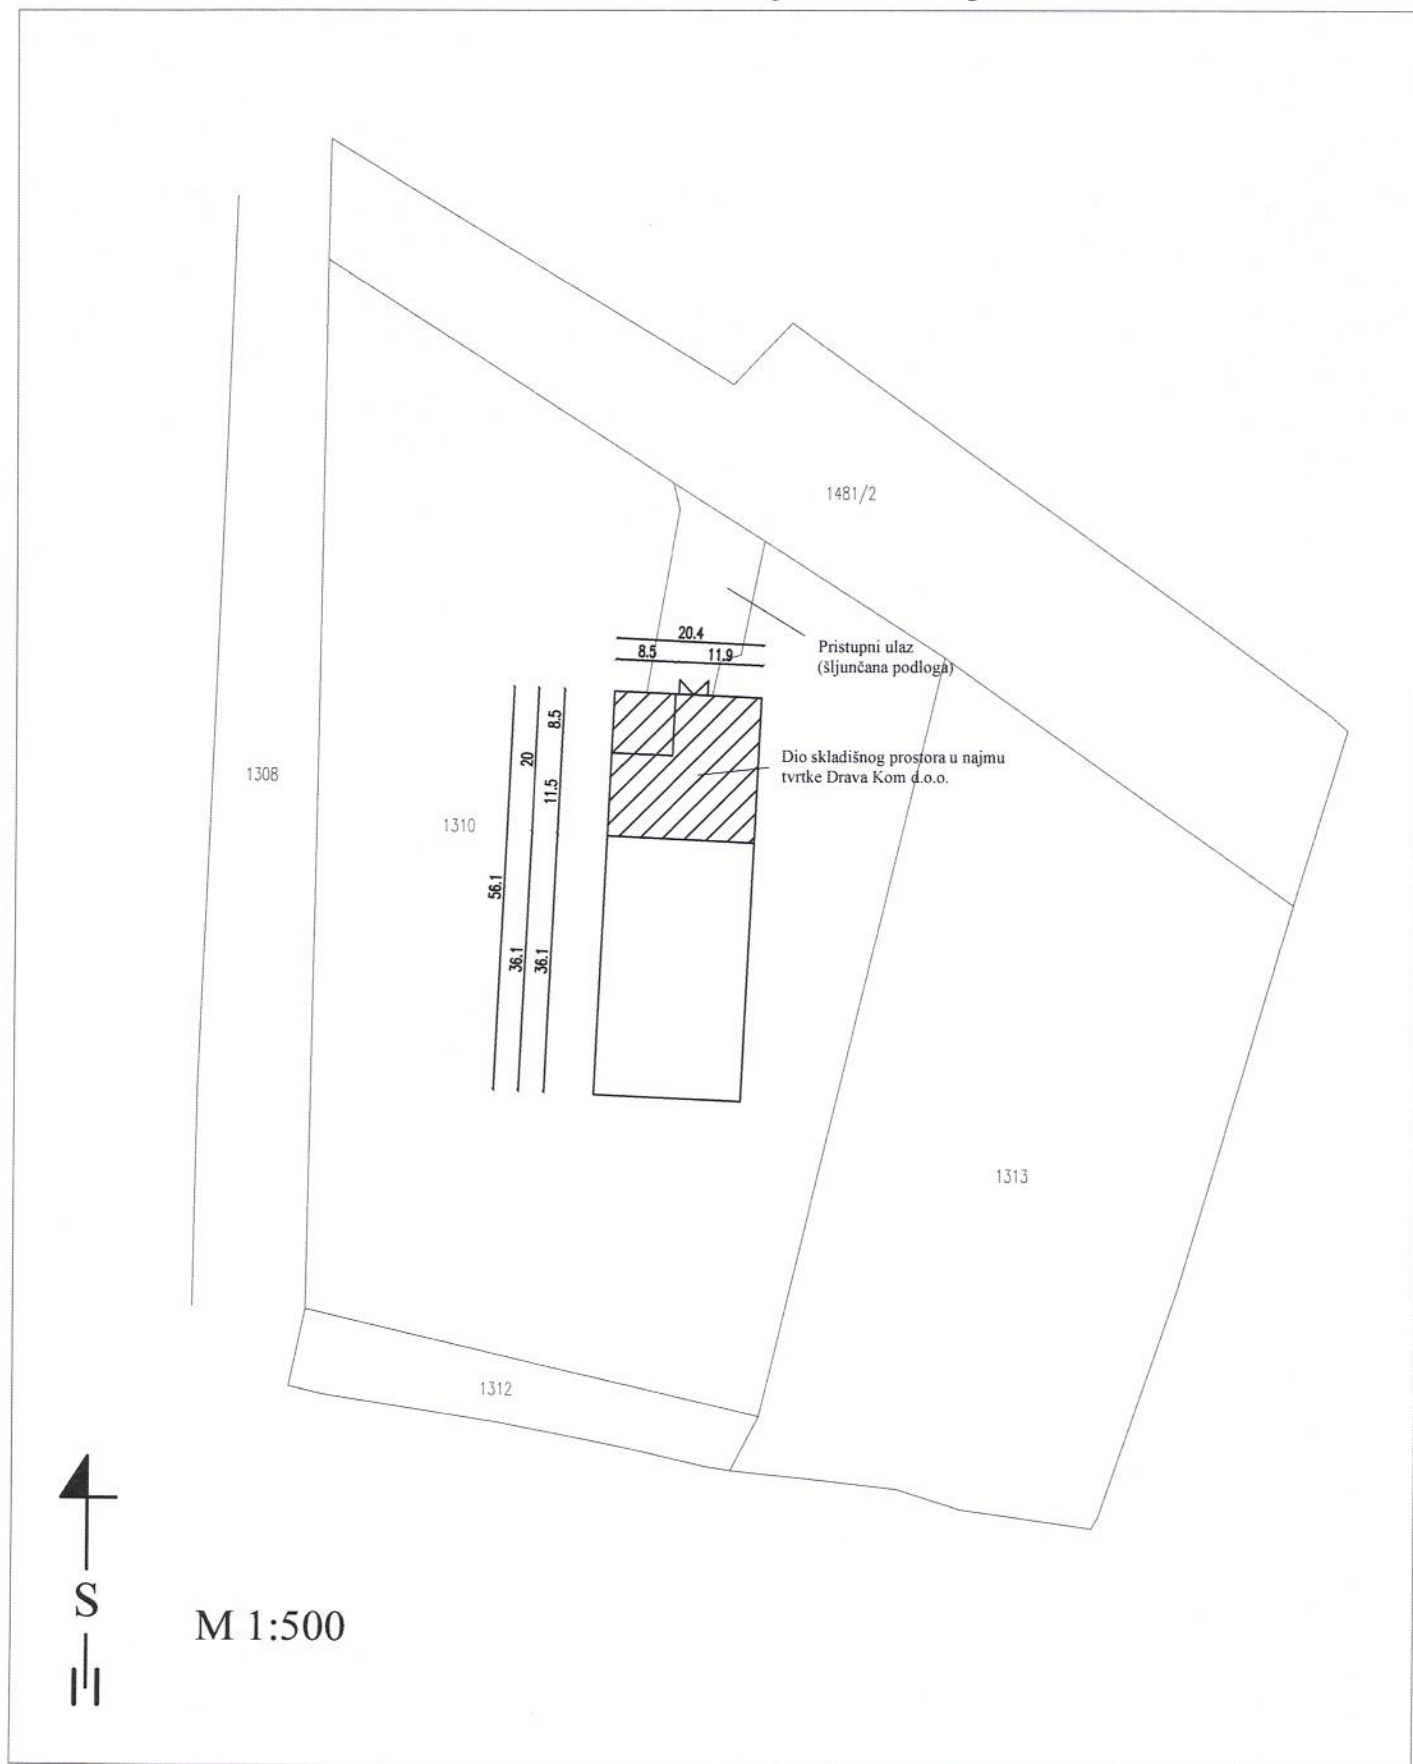 1481/2
20.4
8.5
11.9
Pristupni ulaz
(šljunčana podloga)
8.5
20
11.5
Dio skladišnog prostora u najmu
tvrtke Drava Kom d.o.o.
1308
1310
56.1
36.1
36.1
1313
1312
S
M 1:500